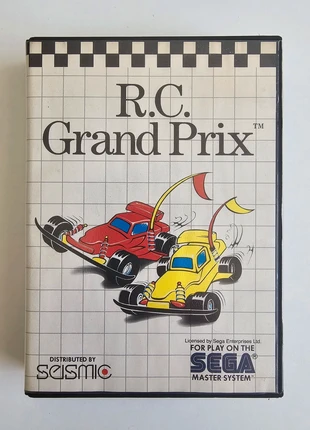 R.C.
Grand Prix™
Licensed by Sega Enterprises Ltd.
FOR PLAY ON THE
SEGA
MASTER SYSTEM
DISTRIBUTED BY
SEISMIC